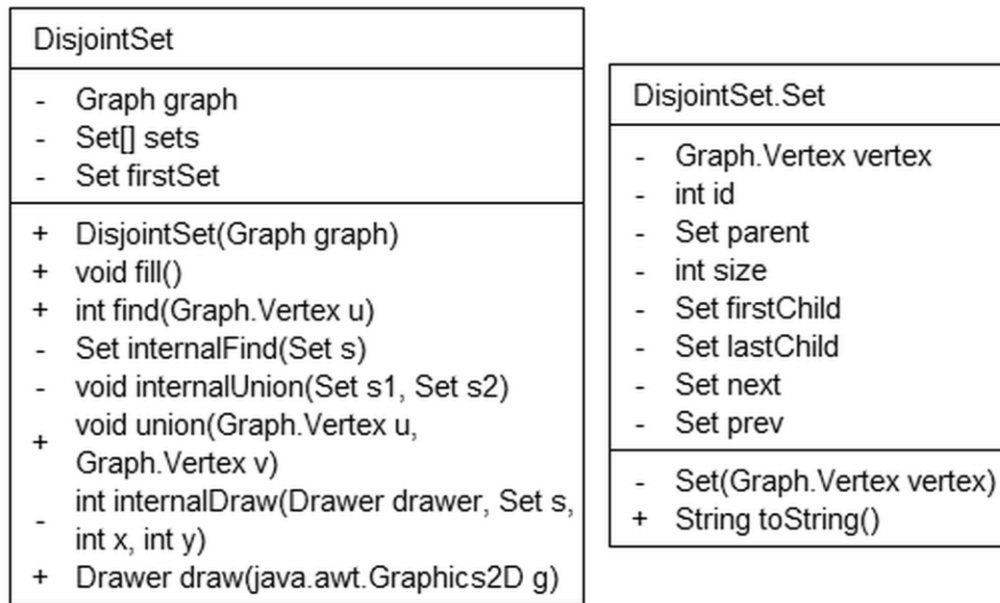 DisjointSet
- Graph graph
- Set[] sets
- Set firstSet
+ DisjointSet(Graph graph)
+ void fill()
+ int find(Graph.Vertex u)
- Set internalFind(Set s)
- void internalUnion(Set s1, Set s2)
+ void union(Graph.Vertex u,
Graph.Vertex v)
- int internalDraw(Drawer drawer, Set s,
int x, int y)
+ Drawer draw(java.awt.Graphics2D g)
DisjointSet.Set
- Graph.Vertex vertex
- int id
- Set parent
- int size
- Set firstChild
- Set lastChild
- Set next
- Set prev
- Set(Graph.Vertex vertex)
+ String toString()